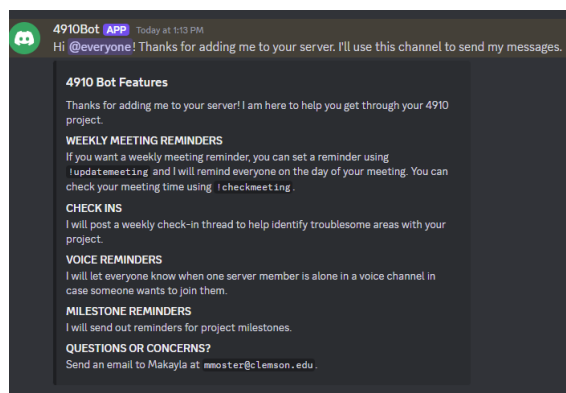 4910Bot APP Today at 1:13 PM
Hi @everyone! Thanks for adding me to your server. I'll use this channel to send my messages.
4910 Bot Features
Thanks for adding me to your server! I am here to help you get through your 4910
project.
WEEKLY MEETING REMINDERS
If you want a weekly meeting reminder, you can set a reminder using
!updatemeeting and I will remind everyone on the day of your meeting. You can
check your meeting time using !checkmeeting.
CHECK INS
I will post a weekly check-in thread to help identify troublesome areas with your
project.
VOICE REMINDERS
I will let everyone know when one server member is alone in a voice channel in
case someone wants to join them.
MILESTONE REMINDERS
I will send out reminders for project milestones.
QUESTIONS OR CONCERNS?
Send an email to Makayla at mmoster@clemson.edu.